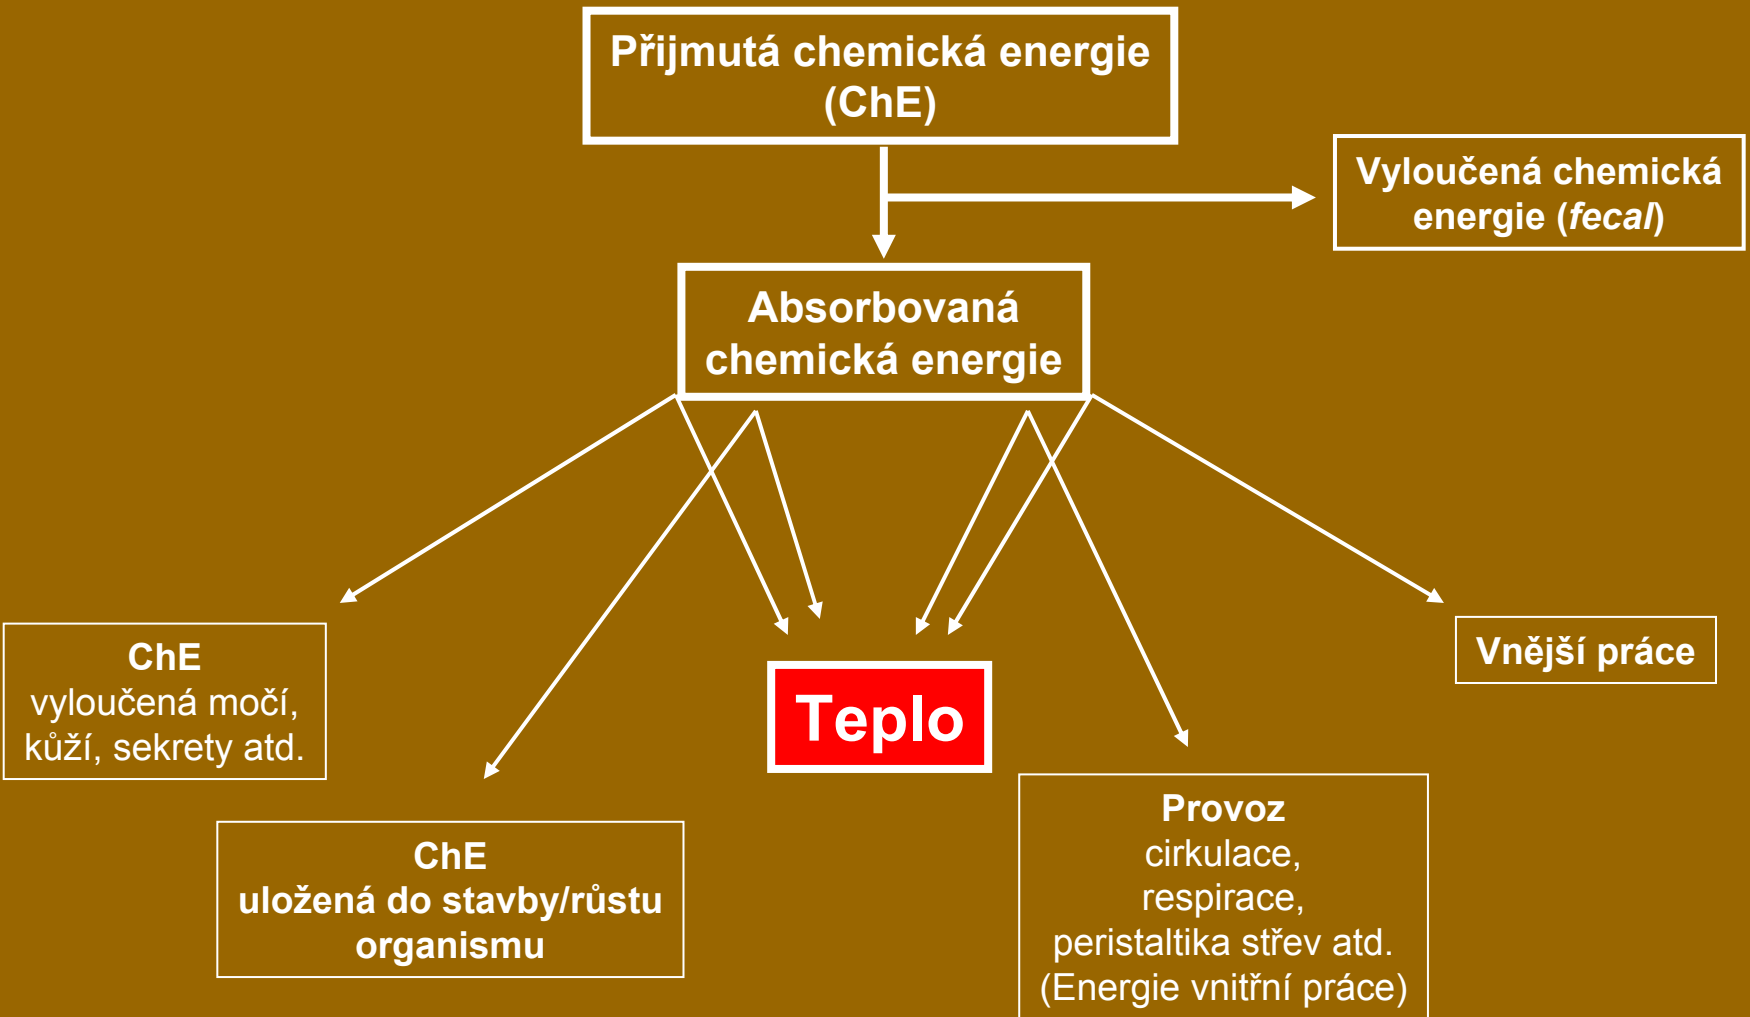 Přijmutá chemická energie
(ChE)
Vyloučená chemická
energie (fecal)
Absorbovaná
chemická energie
ChE
vyloučená močí,
kůží, sekrety atd.
Teplo
Vnější práce
ChE
uložená do stavby/růstu
organismu
Provoz
cirkulace,
respirace,
peristaltika střev atd.
(Energie vnitřní práce)